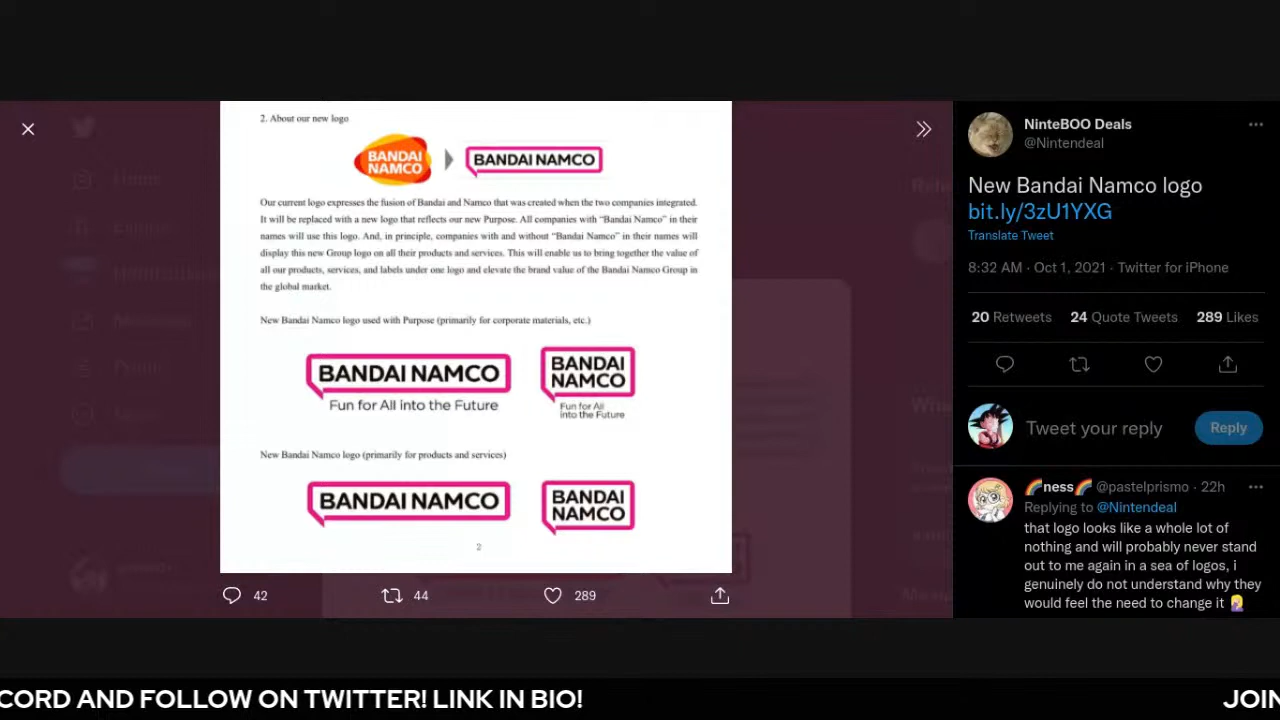 2. About our new logo
BANDAI
NAMCO
BANDAI NAMCO
Our current logo expresses the fusion of Bandai and Namco that was created when the two companies integrated.
It will be replaced with a new logo that reflects our new Purpose. All companies with “Bandai Namco” in their
names will use this logo. And, in principle, companies with and without “Bandai Namco” in their names will
display this new Group logo on all their products and services. This will enable us to bring together the value of
all our products, services, and labels under one logo and elevate the brand value of the Bandai Namco Group in
the global market.
New Bandai Namco logo used with Purpose (primarily for corporate materials, etc.)
BANDAI NAMCO
Fun for All into the Future
BANDAI
NAMCO
Fun for All
into the Future
New Bandai Namco logo (primarily for products and services)
BANDAI NAMCO
BANDAI
NAMCO
2
42
44
289
NinteBOO Deals
@Nintendeal
New Bandai Namco logo
bit.ly/3zU1YXG
Translate Tweet
8:32 AM · Oct 1, 2021 · Twitter for iPhone
20 Retweets 24 Quote Tweets 289 Likes
Tweet your reply
Reply
🌈ness🌈 @pastelprismo · 22h
Replying to @Nintendeal
that logo looks like a whole lot of
nothing and will probably never stand
out to me again in a sea of logos, i
genuinely do not understand why they
would feel the need to change it 🤦‍♀️
CORD AND FOLLOW ON TWITTER! LINK IN BIO!
JOIN